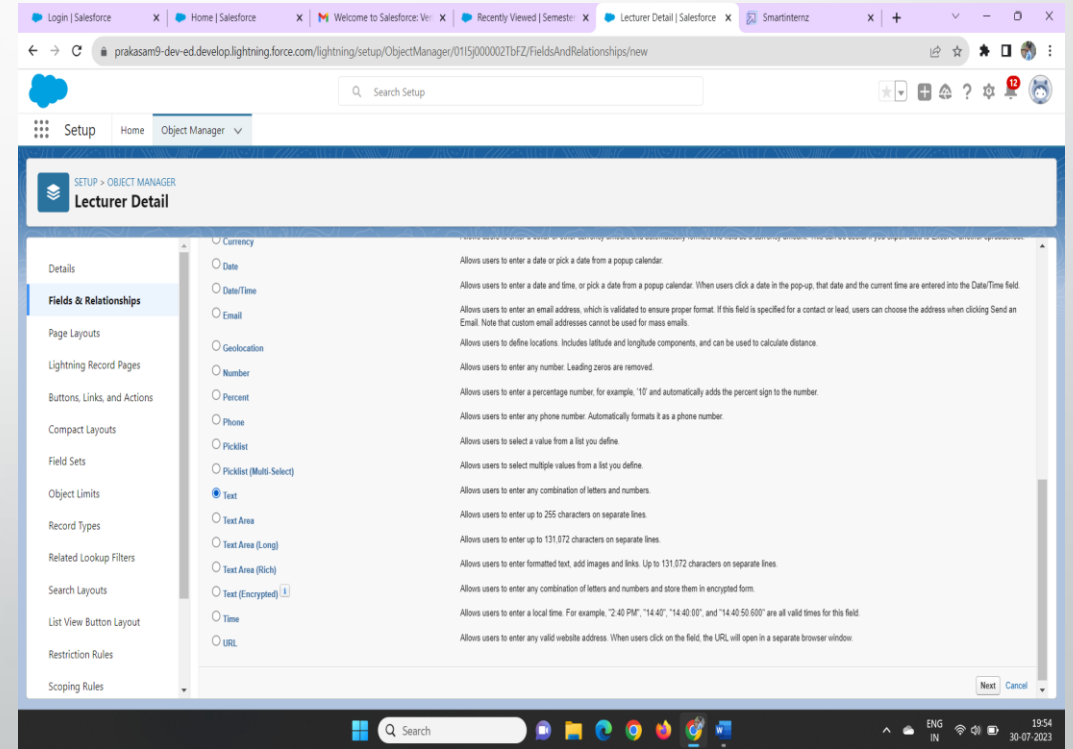 Login | Salesforce
Home | Salesforce
Welcome to Salesforce: Ver
Recently Viewed | Semester
Lecturer Detail | Salesforce
Smartinternz
prakasam9-dev-ed.develop.lightning.force.com/lightning/setup/ObjectManager/01I5j000002TbFZ/FieldsAndRelationships/new
Search Setup
12
Setup
Home
Object Manager
SETUP > OBJECT MANAGER
Lecturer Detail
Details
Fields & Relationships
Page Layouts
Lightning Record Pages
Buttons, Links, and Actions
Compact Layouts
Field Sets
Object Limits
Record Types
Related Lookup Filters
Search Layouts
List View Button Layout
Restriction Rules
Scoping Rules
Currency
Date Allows users to enter a date or pick a date from a popup calendar.
Date/Time Allows users to enter a date and time, or pick a date from a popup calendar. When users click a date in the pop-up, that date and the current time are entered into the Date/Time field.
Email Allows users to enter an email address, which is validated to ensure proper format. If this field is specified for a contact or lead, users can choose the address when clicking Send an
Email. Note that custom email addresses cannot be used for mass emails.
Geolocation Allows users to define locations. Includes latitude and longitude components, and can be used to calculate distance.
Number Allows users to enter any number. Leading zeros are removed.
Percent Allows users to enter a percentage number, for example, '10' and automatically adds the percent sign to the number.
Phone Allows users to enter any phone number. Automatically formats it as a phone number.
Picklist Allows users to select a value from a list you define.
Picklist (Multi-Select) Allows users to select multiple values from a list you define.
Text Allows users to enter any combination of letters and numbers.
Text Area Allows users to enter up to 255 characters on separate lines.
Text Area (Long) Allows users to enter up to 131,072 characters on separate lines.
Text Area (Rich) Allows users to enter formatted text, add images and links. Up to 131,072 characters on separate lines.
Text (Encrypted) i Allows users to enter any combination of letters and numbers and store them in encrypted form.
Time Allows users to enter a local time. For example, "2:40 PM", "14:40", "14:40:00", and "14:40:50.600" are all valid times for this field.
URL Allows users to enter any valid website address. When users click on the field, the URL will open in a separate browser window.
Next Cancel
Search
ENG
IN
19:54
30-07-2023